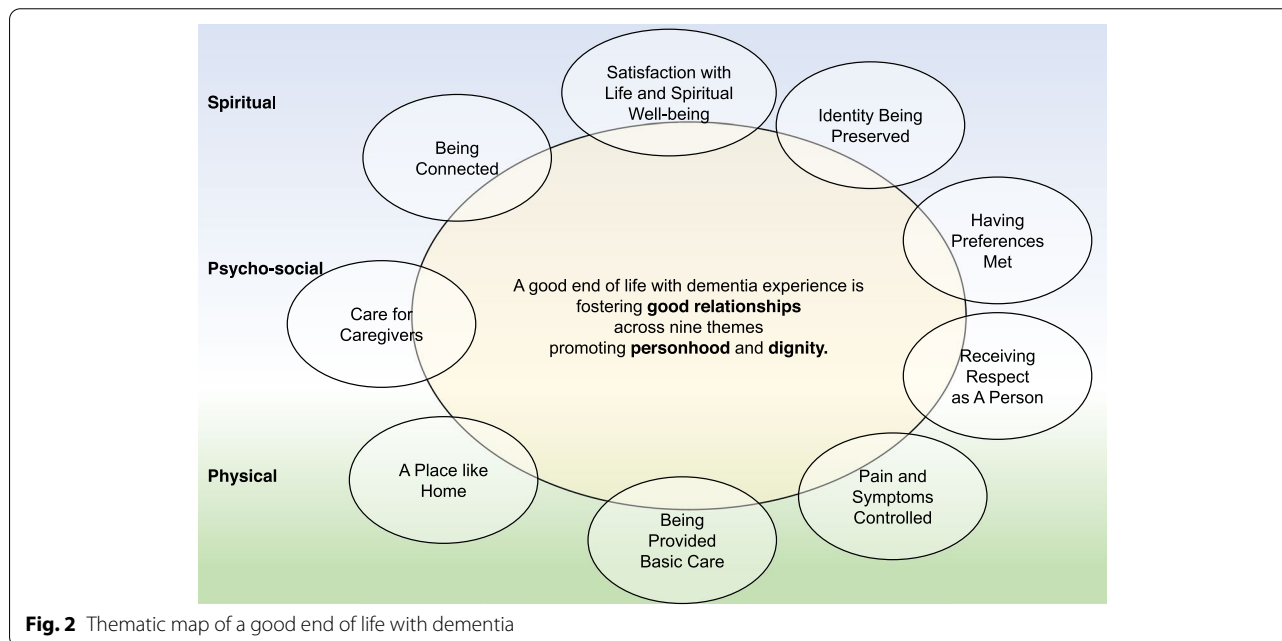 Spiritual
Satisfaction with
Life and Spiritual
Well-being
Identity Being
Preserved
Being
Connected
Having
Preferences
Met
Psycho-social
Care for
Caregivers
A good end of life with dementia experience is
fostering good relationships
across nine themes
promoting personhood and dignity.
Receiving
Respect
as A Person
Physical
A Place like
Home
Pain and
Symptoms
Controlled
Being
Provided
Basic Care
Fig. 2 Thematic map of a good end of life with dementia